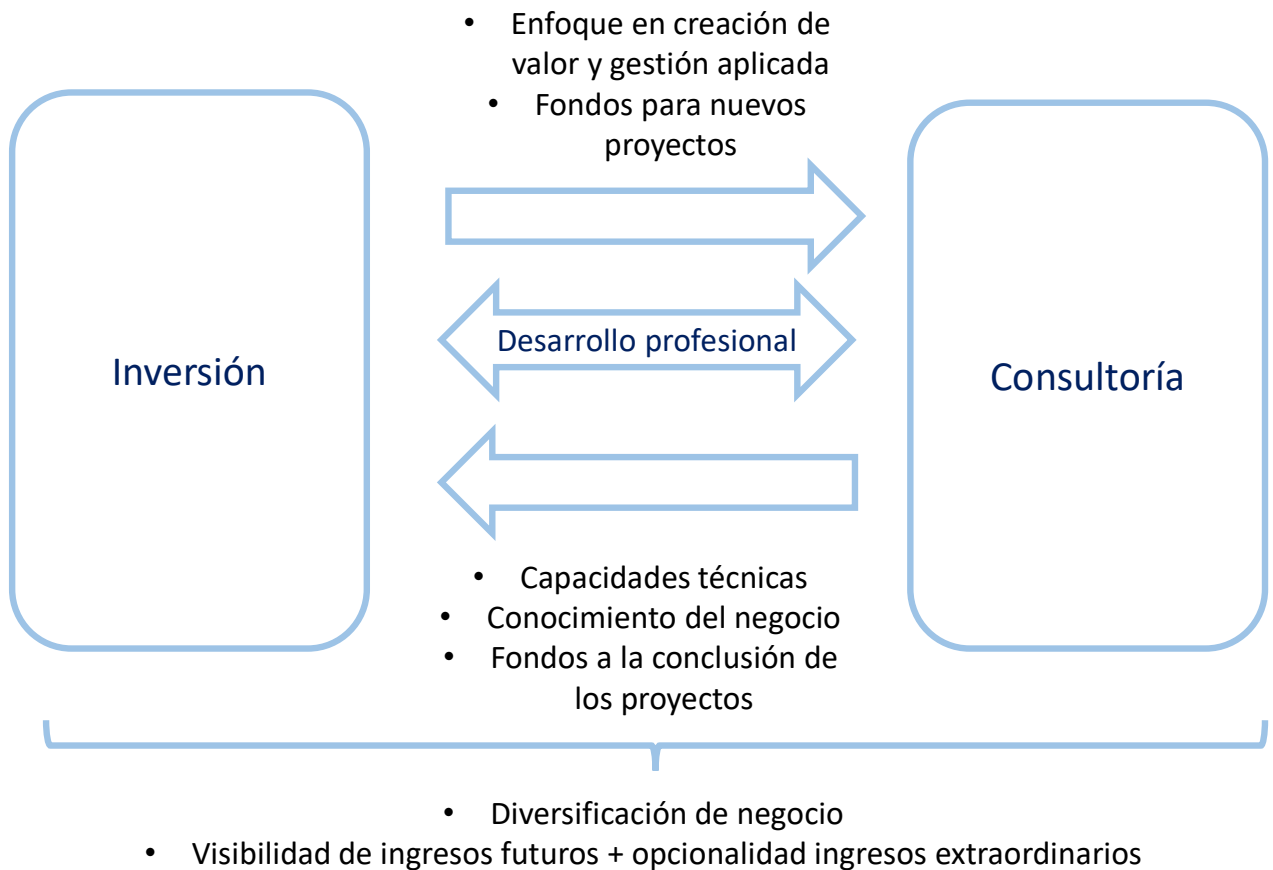 • Enfoque en creación de
valor y gestión aplicada
• Fondos para nuevos
proyectos
Inversión
Desarrollo profesional
Consultoría
• Capacidades técnicas
• Conocimiento del negocio
• Fondos a la conclusión de
los proyectos
• Diversificación de negocio
• Visibilidad de ingresos futuros + opcionalidad ingresos extraordinarios